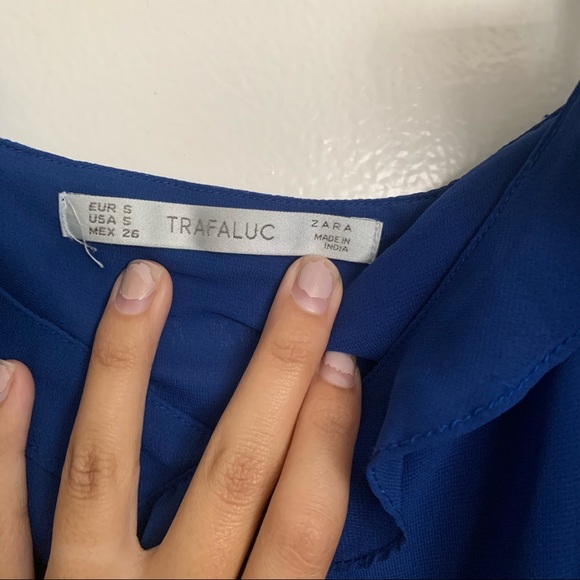 EUR S
USA S
MEX 26
TRAFALUC
ZARA
MADE IN
INDIA